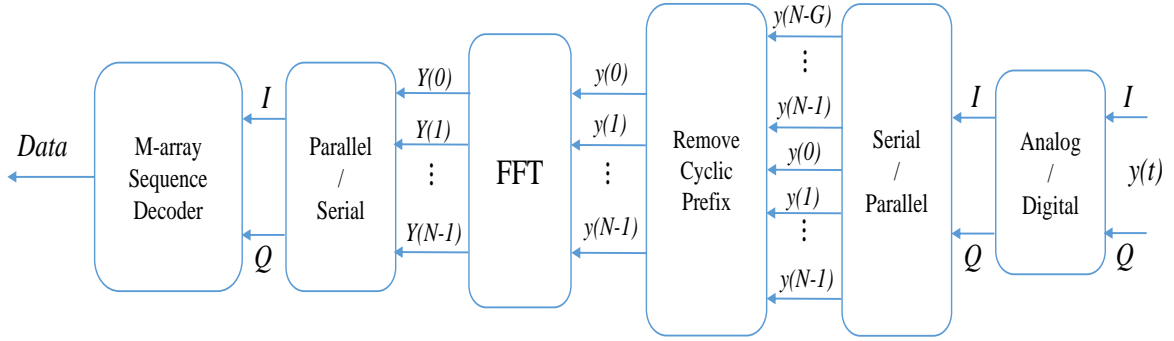 Data
M-array
Sequence
Decoder
I
Q
Parallel
/
Serial
Y(0)
Y(1)
⋮
Y(N-1)
FFT
y(0)
y(1)
⋮
y(N-1)
Remove
Cyclic
Prefix
y(N-G)
⋮
y(N-1)
y(0)
y(1)
⋮
y(N-1)
Serial
/
Parallel
I
Q
Analog
/
Digital
I
y(t)
Q